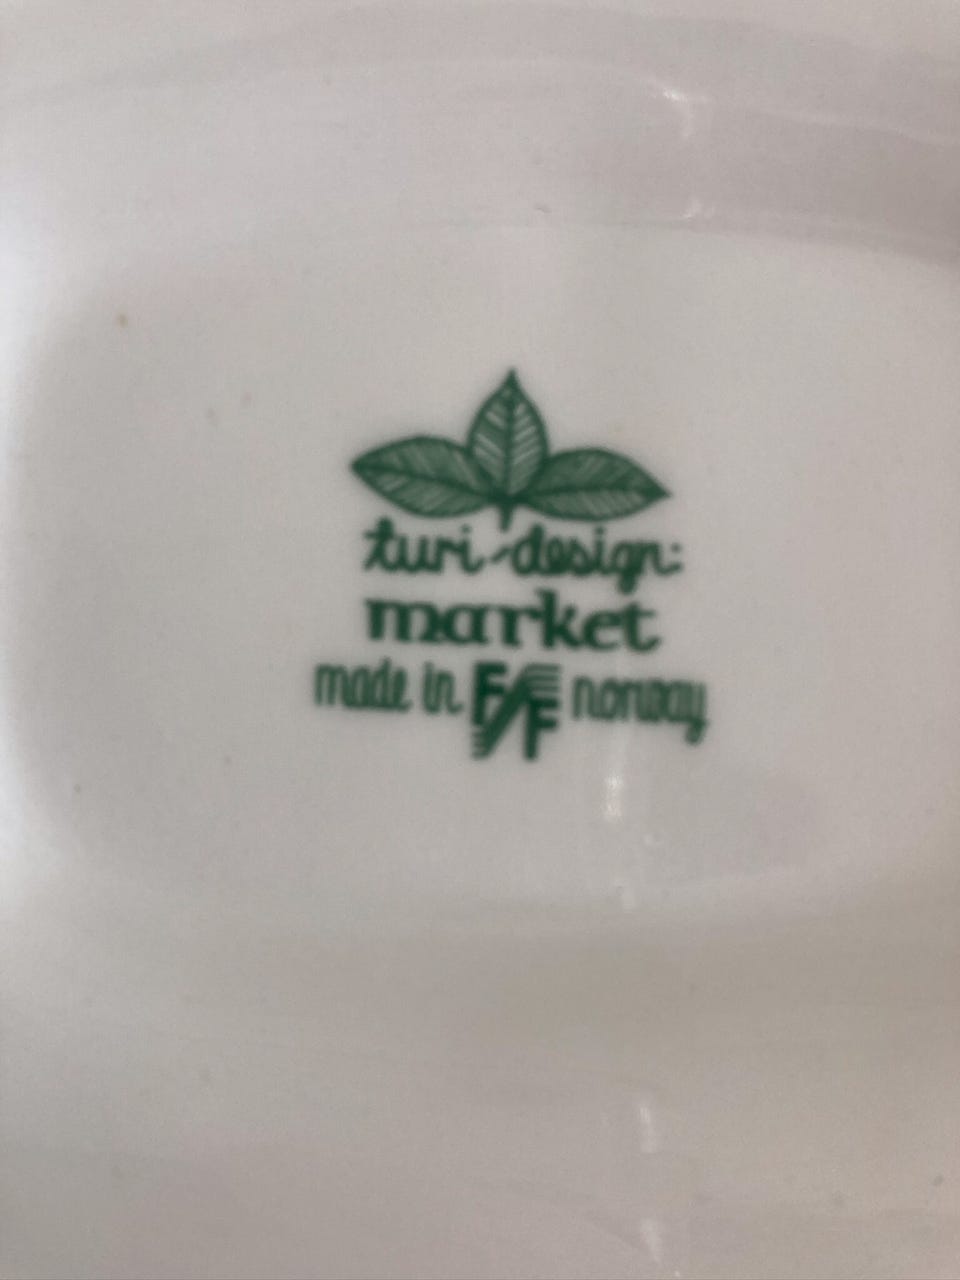 turi-design:
market
made in F/F norway